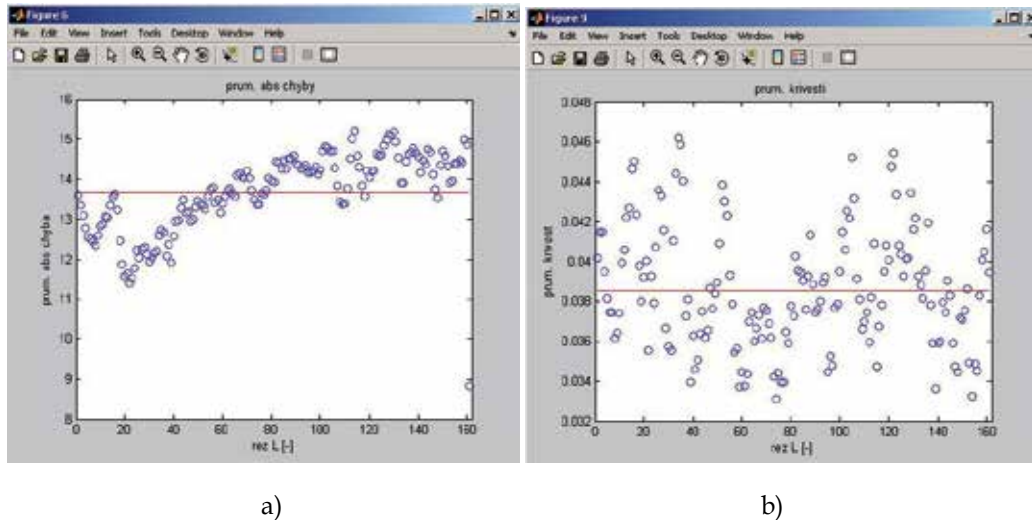 Figure 6
File Edit View Insert Tools Desktop Window Help
prum. abs chyby
16
15
14
13
12
11
10
9
8
prum. abs chyba
0 20 40 60 80 100 120 140 160
rez L [-]
a)
Figure 9
File Edit View Insert Tools Desktop Window Help
prum. krivosti
0.048
0.046
0.044
0.042
0.04
0.038
0.036
0.034
0.032
prum. krivost
0 20 40 60 80 100 120 140 160
rez L [-]
b)